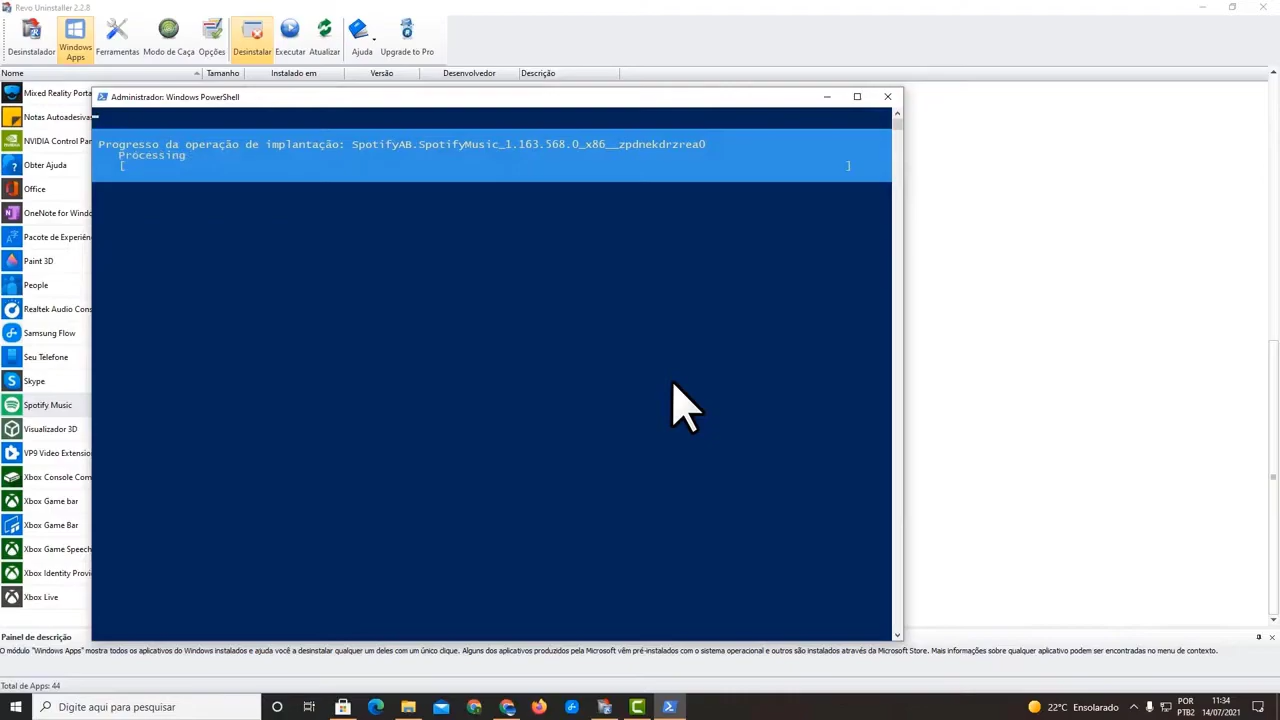 Revo Uninstaller 2.2.8
Desinstalador
Windows Apps
Ferramentas
Modo de Caça
Opções
Desinstalar
Executar
Atualizar
Ajuda
Upgrade to Pro
Nome
Tamanho
Instalado em
Versão
Desenvolvedor
Descrição
Mixed Reality Porta
Notas Autoadesiva
NVIDIA Control Pan
Obter Ajuda
Office
OneNote for Windo
Pacote de Experiên
Paint 3D
People
Realtek Audio Cons
Samsung Flow
Seu Telefone
Skype
Spotify Music
Visualizador 3D
VP9 Video Extension
Xbox Console Com
Xbox Game bar
Xbox Game Bar
Xbox Game Speech
Xbox Identity Provid
Xbox Live
Administrador: Windows PowerShell
Progresso da operação de implantação: SpotifyAB.SpotifyMusic_1.163.568.0_x86__zpdnekdrzrea0
Processing
[ ]
Painel de descrição
O módulo "Windows Apps" mostra todos os aplicativos do Windows instalados e ajuda você a desinstalar qualquer um deles com um único clique. Alguns dos aplicativos produzidos pela Microsoft vêm pré-instalados com o sistema operacional e outros são instalados através da Microsoft Store. Mais informações sobre qualquer aplicativo podem ser encontradas no menu de contexto.
Total de Apps: 44
Digite aqui para pesquisar
22°C Ensolarado
POR
PTB2
11:34
14/07/2021